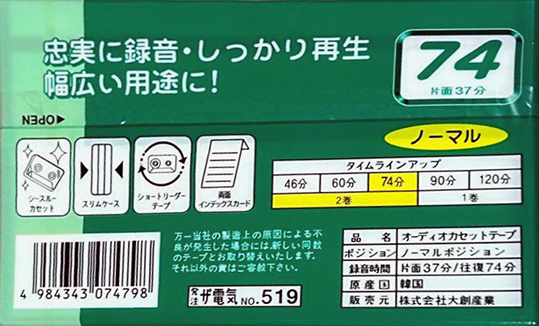 忠実に録音・しっかり再生
幅広い用途に!
74
片面37分
◀OPEN
ノーマル
シースルー
カセット
スリムケース
ショートリーダー
テープ
両面
インデックスカード
タイムラインアップ
46分 60分 74分 90分 120分
2巻 1巻
万一当社の製造上の原因による不
良が発生した場合には、新しい同数
のテープとお取り替えいたします。
それ以外の責はご容赦下さい。
品名 オーディオカセットテープ
ポジション ノーマルポジション
録音時間 片面37分/往復74分
原産国 韓国
販売元 株式会社大創産業
4 984343 074798
発注 ザ電気 NO.519